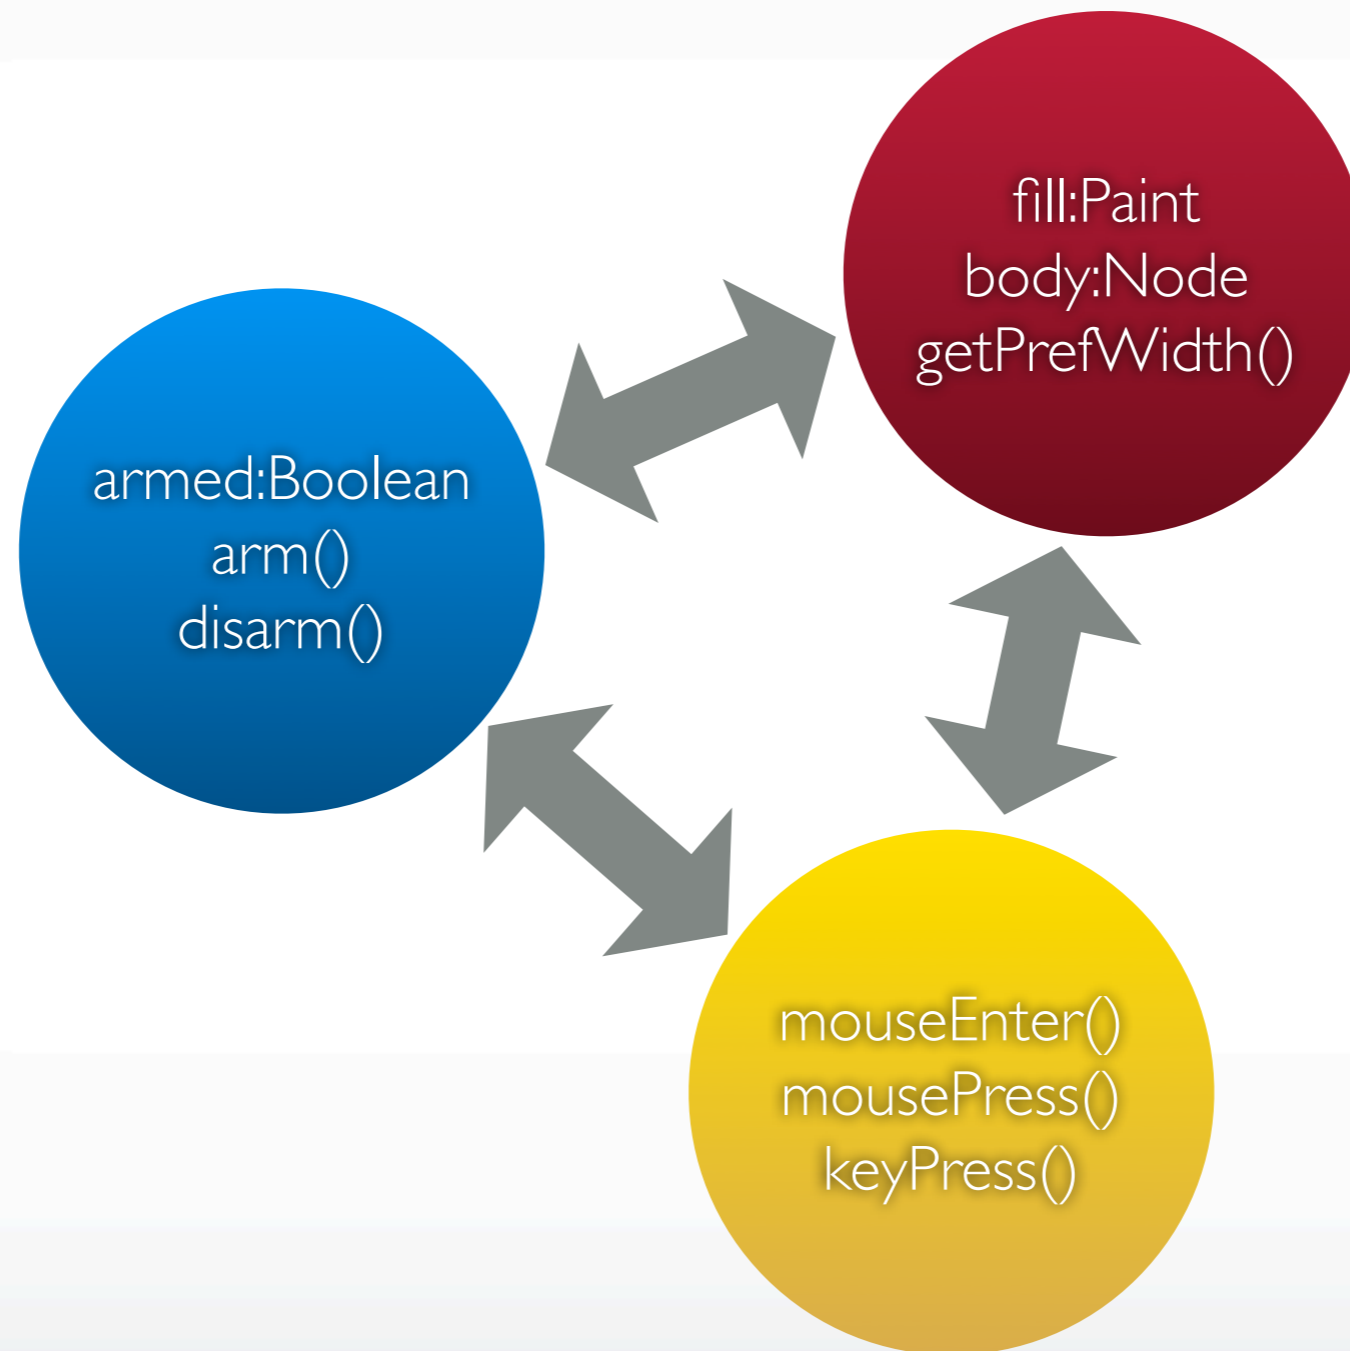 fill:Paint
body:Node
getPrefWidth()
armed:Boolean
arm()
disarm()
mouseEnter()
mousePress()
keyPress()